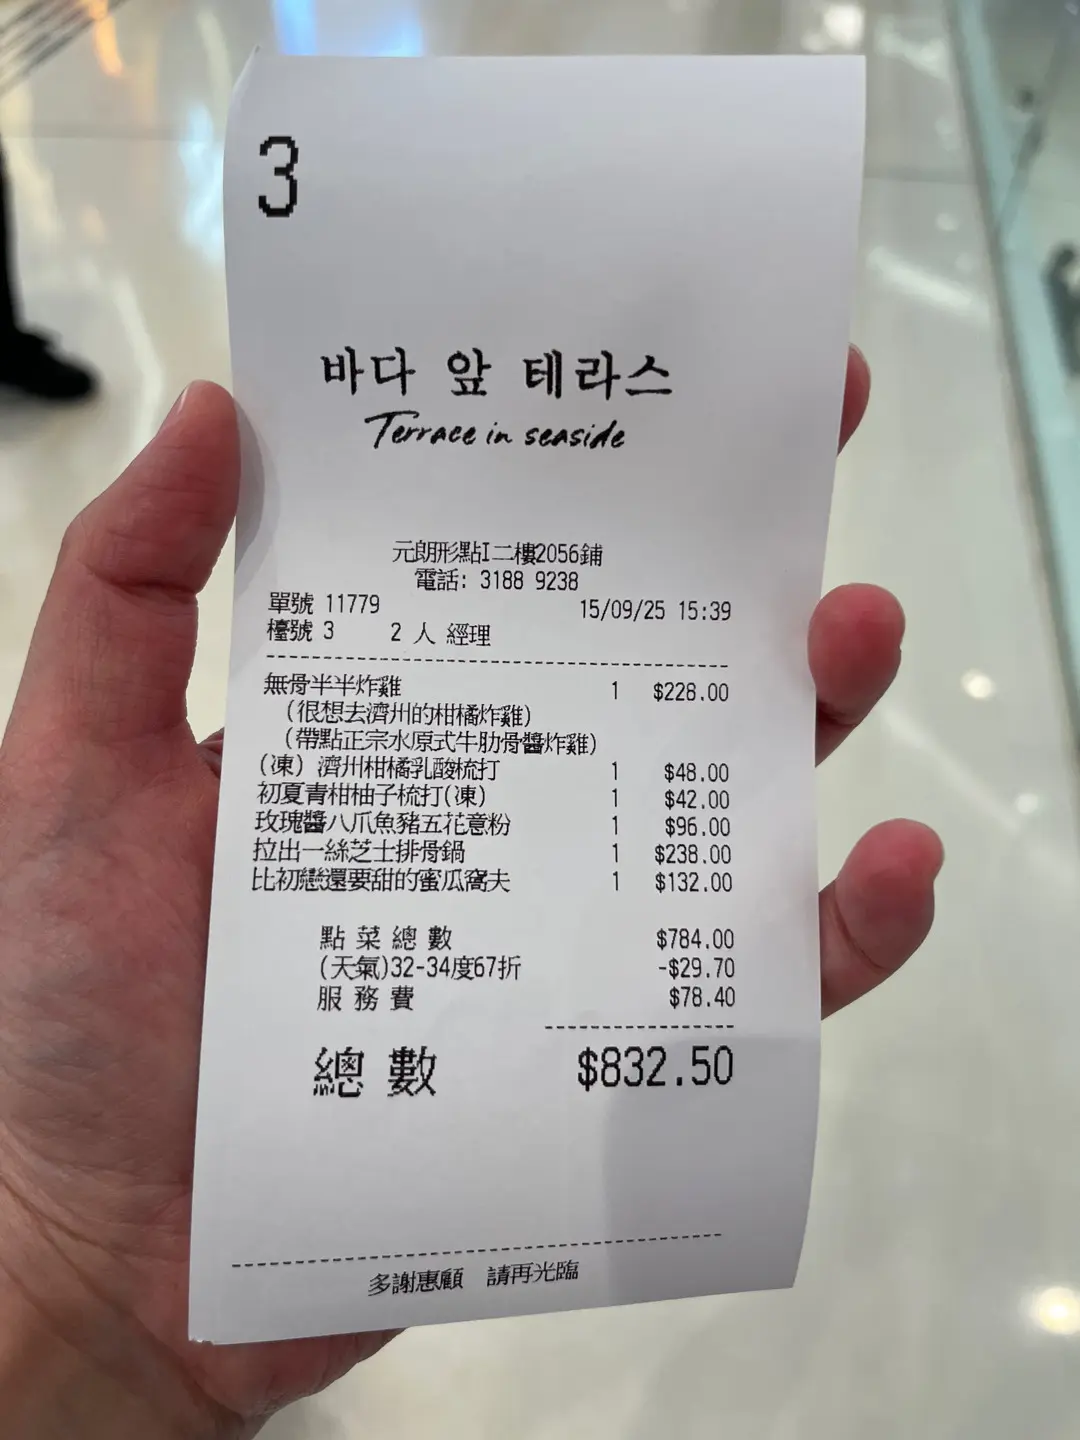 3
바다 앞 테라스
Terrace in seaside
元朗形點I二樓2056鋪
電話: 3188 9238
單號 11779 15/09/25 15:39
檯號 3 2 人 經理
無骨半半炸雞 1 $228.00
(很想去濟州的柑橘炸雞)
(帶點正宗水原式牛肋骨醬炸雞)
(凍) 濟州柑橘乳酸梳打 1 $48.00
初夏青柑柚子梳打(凍) 1 $42.00
玫瑰醬八爪魚豬五花意粉 1 $96.00
拉出一絲芝士排骨鍋 1 $238.00
比初戀還要甜的蜜瓜窩夫 1 $132.00
點 菜 總 數 $784.00
(天氣)32-34度67折 -$29.70
服 務 費 $78.40
總 數 $832.50
多謝惠顧 請再光臨